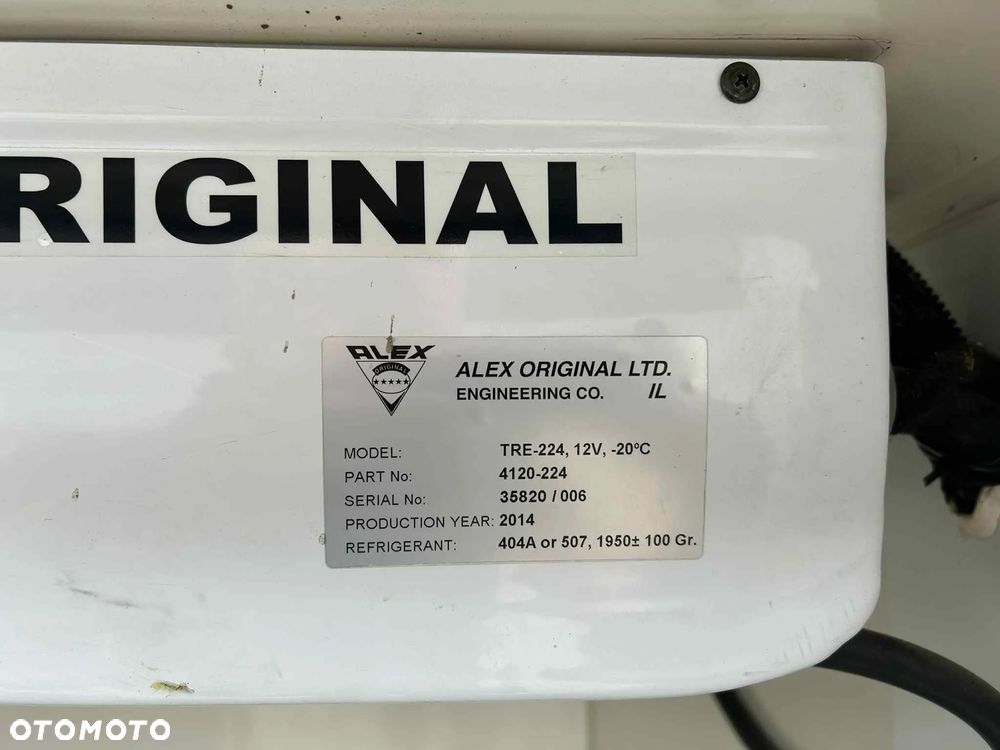 RIGINAL
ALEX
ORIGINAL
ALEX ORIGINAL LTD.
ENGINEERING CO. IL
MODEL: TRE-224, 12V, -20ºC
PART No: 4120-224
SERIAL No: 35820 / 006
PRODUCTION YEAR: 2014
REFRIGERANT: 404A or 507, 1950± 100 Gr.
OTOMOTO